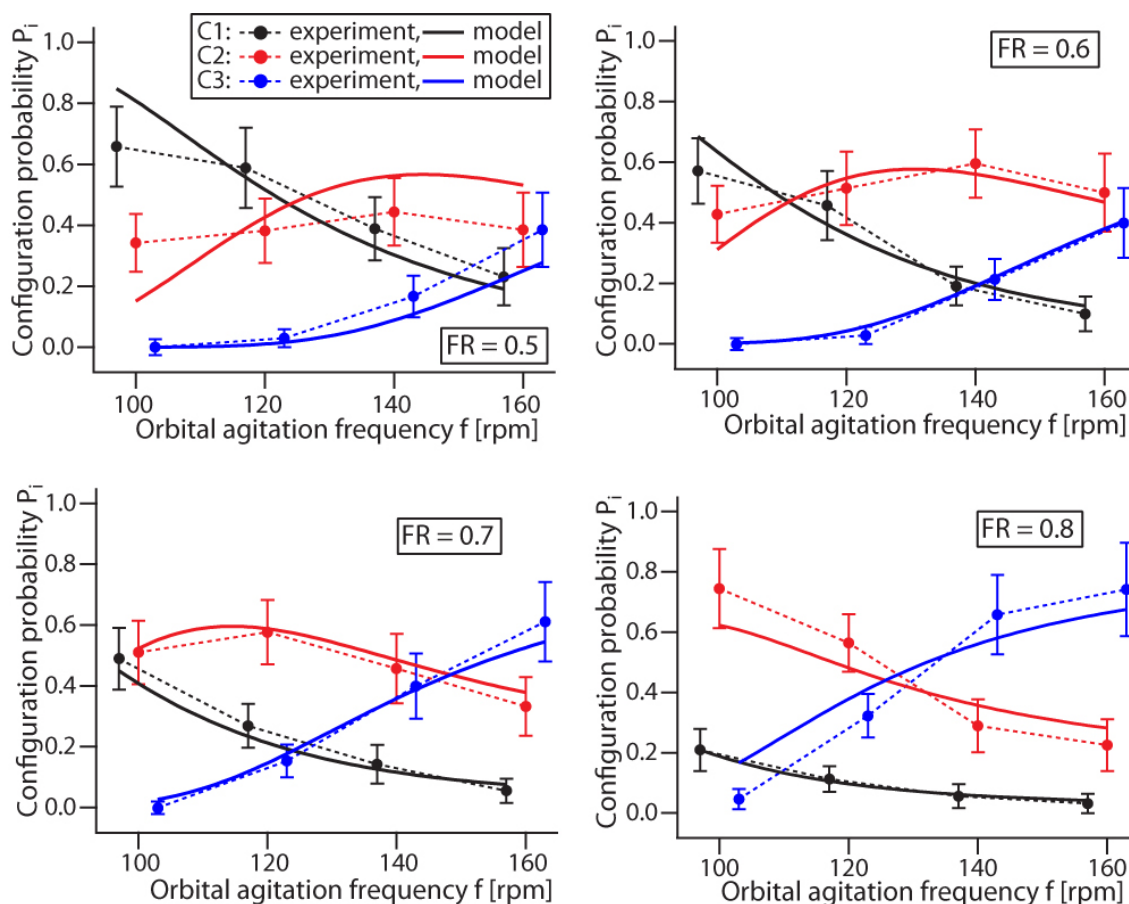 C1: experiment, model
C2: experiment, model
C3: experiment, model
Configuration probability Pi
1.0
0.8
0.6
0.4
0.2
0.0
FR = 0.5
100 120 140 160
Orbital agitation frequency f [rpm]
FR = 0.6
Configuration probability Pi
1.0
0.8
0.6
0.4
0.2
0.0
100 120 140 160
Orbital agitation frequency f [rpm]
FR = 0.7
Configuration probability Pi
1.0
0.8
0.6
0.4
0.2
0.0
100 120 140 160
Orbital agitation frequency f [rpm]
FR = 0.8
Configuration probability Pi
1.0
0.8
0.6
0.4
0.2
0.0
100 120 140 160
Orbital agitation frequency f [rpm]